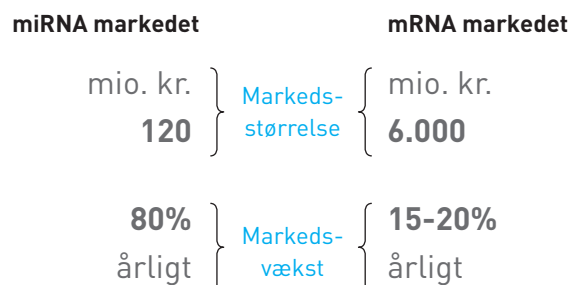 miRNA markedet
mRNA markedet
mio. kr.
120
Markeds-
størrelse
mio. kr.
6.000
80%
årligt
Markeds-
vækst
15-20%
årligt